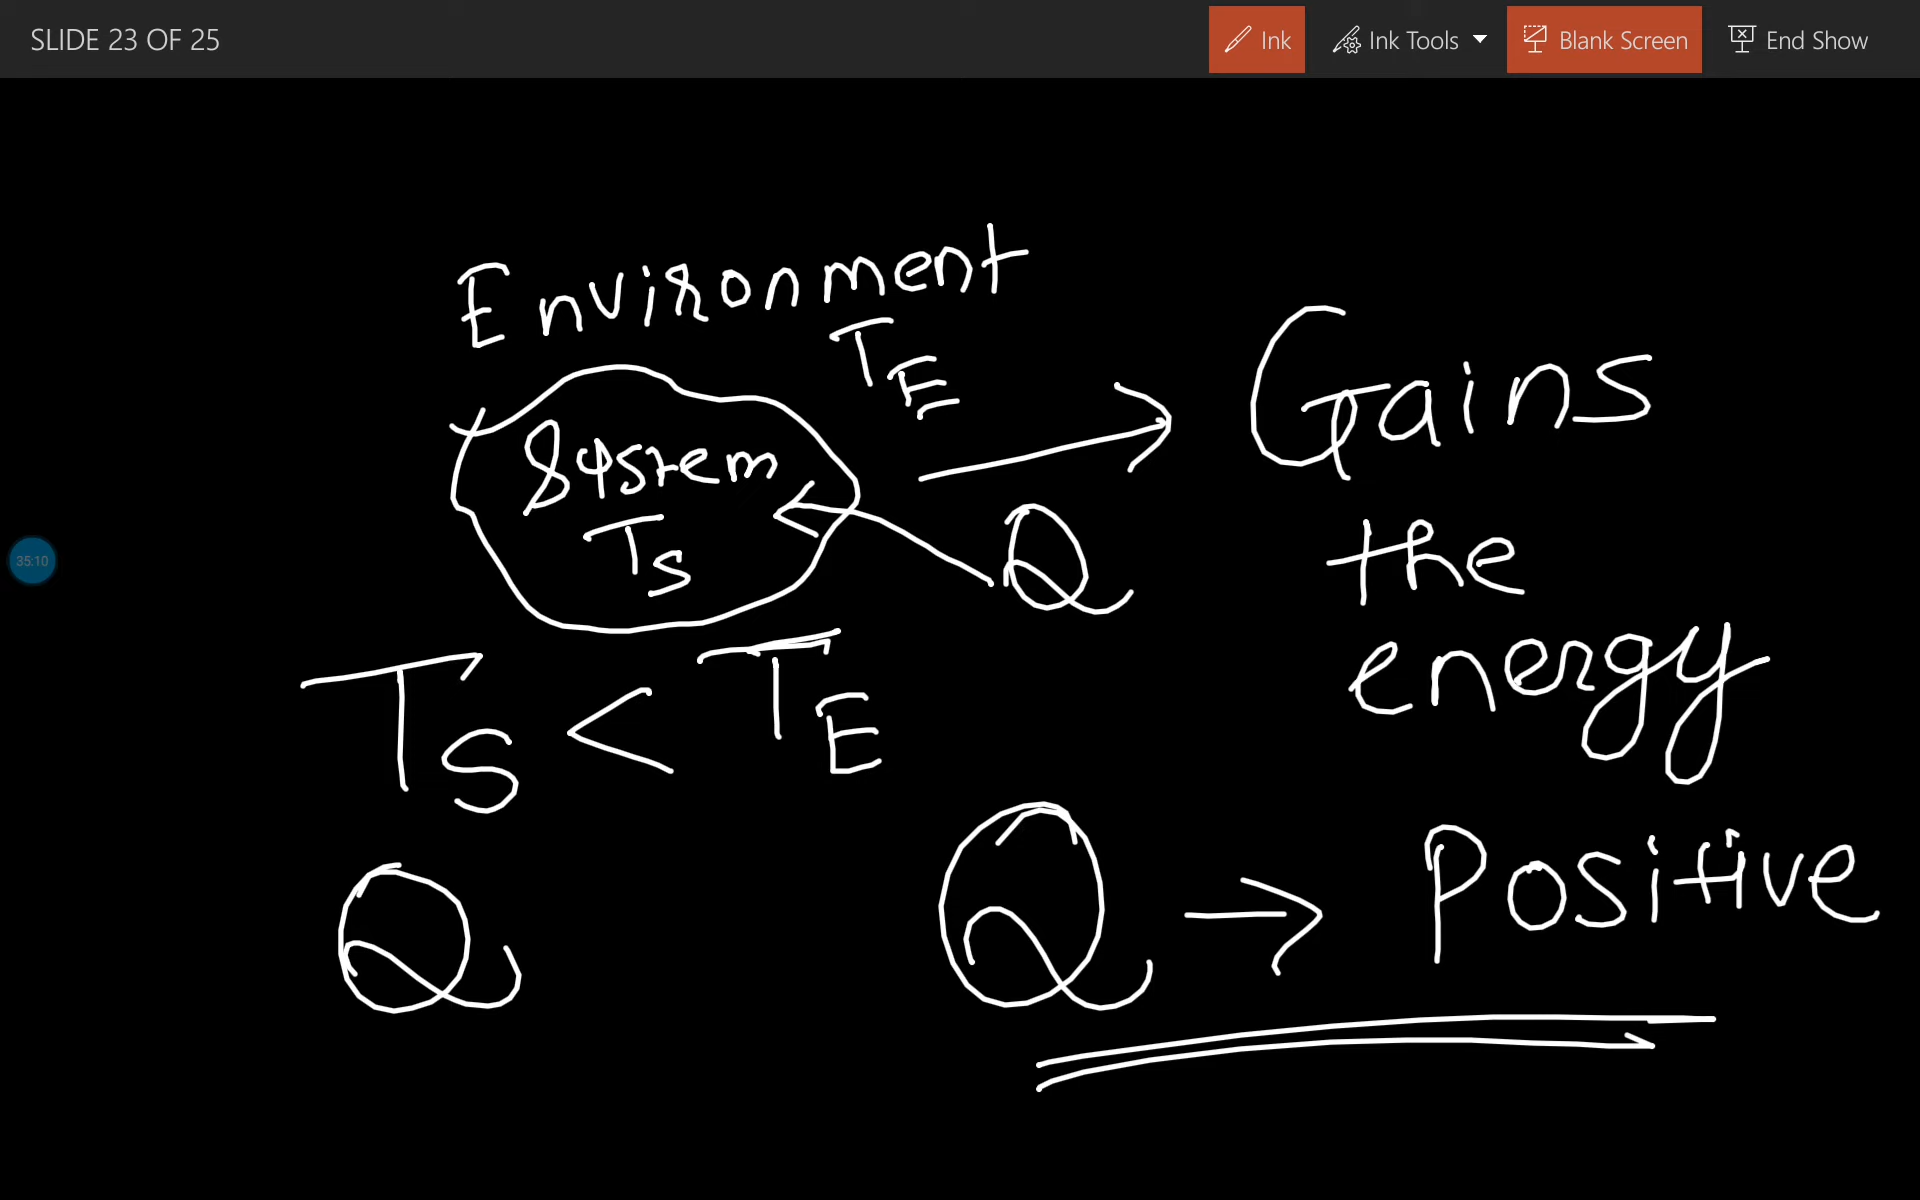 SLIDE 23 OF 25
Ink
Ink Tools
Blank Screen
End Show
Environment
TE
System
TS
Q
Gains
the
energy
35:10
TS < TE
Q
Q → Positive